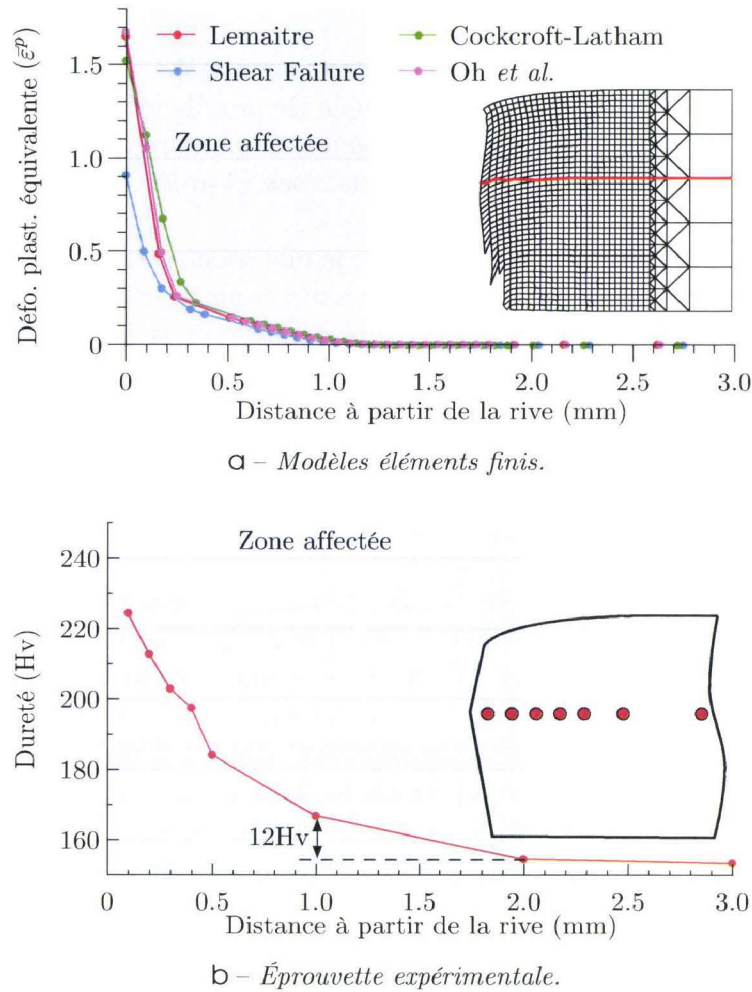 Lemaitre
Cockcroft-Latham
Shear Failure
Oh et al.
Zone affectée
Défo. plast. équivalente (ε̄ᵖ)
1.5
1.0
0.5
0
0 0.5 1.0 1.5 2.0 2.5 3.0
Distance à partir de la rive (mm)
a – Modèles éléments finis.
Zone affectée
Dureté (Hv)
240
220
200
180
160
12Hv
0 0.5 1.0 1.5 2.0 2.5 3.0
Distance à partir de la rive (mm)
b – Éprouvette expérimentale.